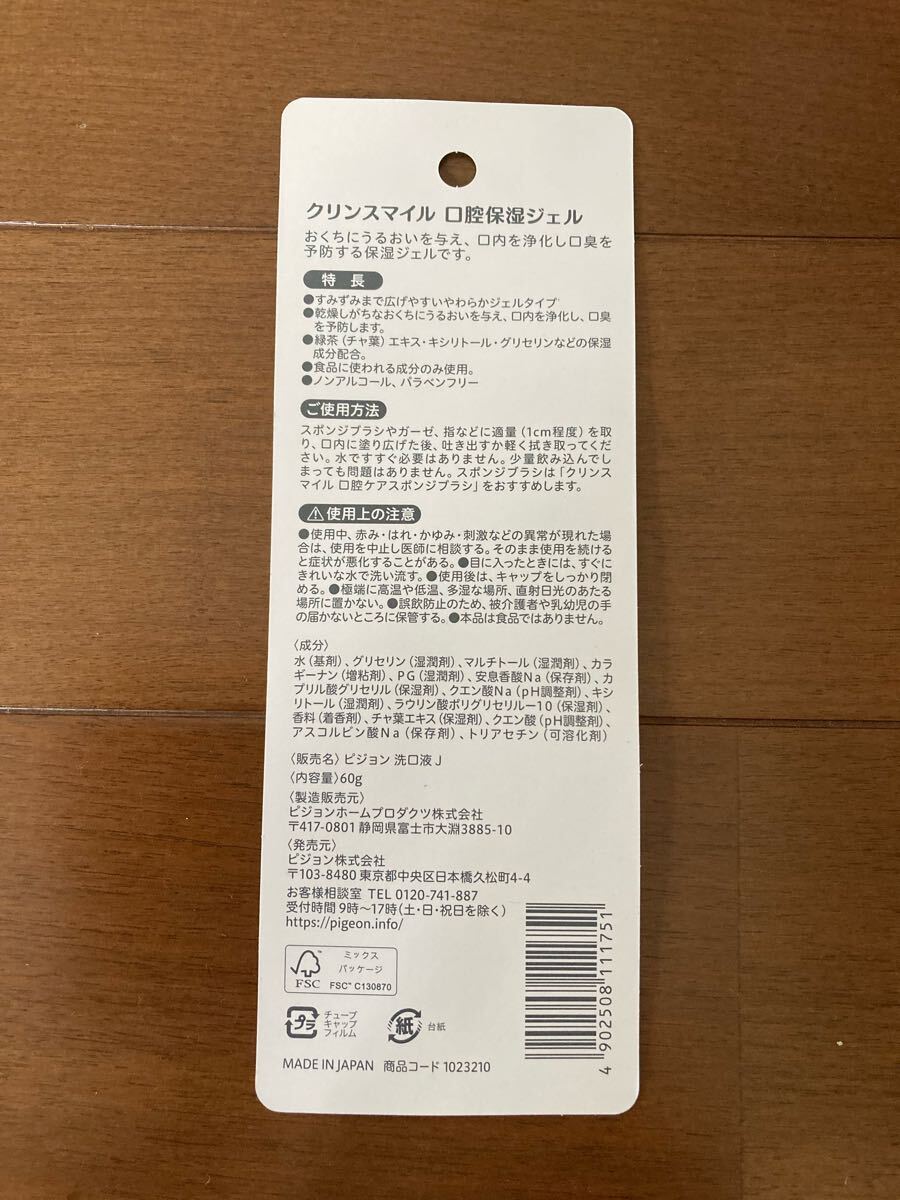 クリンスマイル 口腔保湿ジェル
おくちにうるおいを与え、口内を浄化し口臭を
予防する保湿ジェルです。
特 長
●すみずみまで広げやすいやわらかジェルタイプ
●乾燥しがちなおくちにうるおいを与え、口内を浄化し、口臭
を予防します。
●緑茶（チャ葉）エキス・キシリトール・グリセリンなどの保湿
成分配合。
●食品に使われる成分のみ使用。
●ノンアルコール、パラベンフリー
ご使用方法
スポンジブラシやガーゼ、指などに適量（1cm程度）を取
り、口内に塗り広げた後、吐き出すか軽く拭き取ってくだ
さい。水ですすぐ必要はありません。少量飲み込んでし
まっても問題はありません。スポンジブラシは「クリンス
マイル 口腔ケアスポンジブラシ」をおすすめします。
⚠使用上の注意
●使用中、赤み・はれ・かゆみ・刺激などの異常が現れた場
合は、使用を中止し医師に相談する。そのまま使用を続ける
と症状が悪化することがある。●目に入ったときには、すぐに
きれいな水で洗い流す。●使用後は、キャップをしっかり閉
める。●極端に高温や低温、多湿な場所、直射日光のあたる
場所に置かない。●誤飲防止のため、被介護者や乳幼児の手
の届かないところに保管する。●本品は食品ではありません。
〈成分〉
水（基剤）、グリセリン（湿潤剤）、マルチトール（湿潤剤）、カラ
ギーナン（増粘剤）、PG（湿潤剤）、安息香酸Na（保存剤）、カ
プリル酸グリセリル（保湿剤）、クエン酸Na（pH調整剤）、キシ
リトール（湿潤剤）、ラウリン酸ポリグリセリル－10（保湿剤）、
香料（着香剤）、チャ葉エキス（保湿剤）、クエン酸（pH調整剤）、
アスコルビン酸Na（保存剤）、トリアセチン（可溶化剤）
〈販売名〉ピジョン 洗口液J
〈内容量〉60g
〈製造販売元〉
ピジョンホームプロダクツ株式会社
〒417-0801 静岡県富士市大淵3885-10
〈発売元〉
ピジョン株式会社
〒103-8480 東京都中央区日本橋久松町4-4
お客様相談室 TEL 0120-741-887
受付時間 9時～17時（土・日・祝日を除く）
https://pigeon.info/
FSC
ミックス
パッケージ
FSC™ C130870
プラ
チューブ
キャップ
フィルム
紙
台紙
MADE IN JAPAN 商品コード 1023210
4 902508 111751